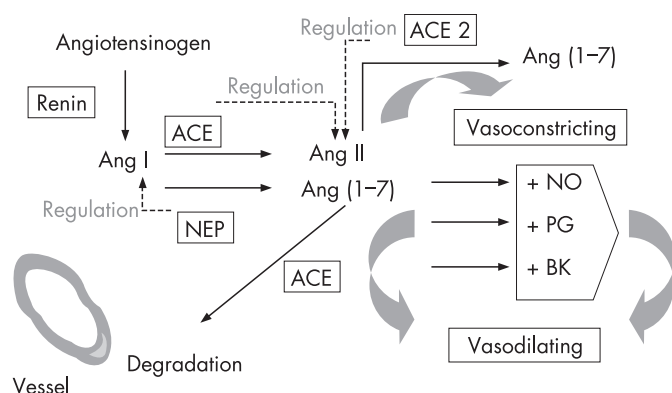 Regulation
ACE 2
Angiotensinogen
Ang (1–7)
Regulation
Renin
ACE
Vasoconstricting
Ang I
Ang II
Ang (1–7)
+ NO
Regulation
NEP
+ PG
ACE
+ BK
Degradation
Vasodilating
Vessel